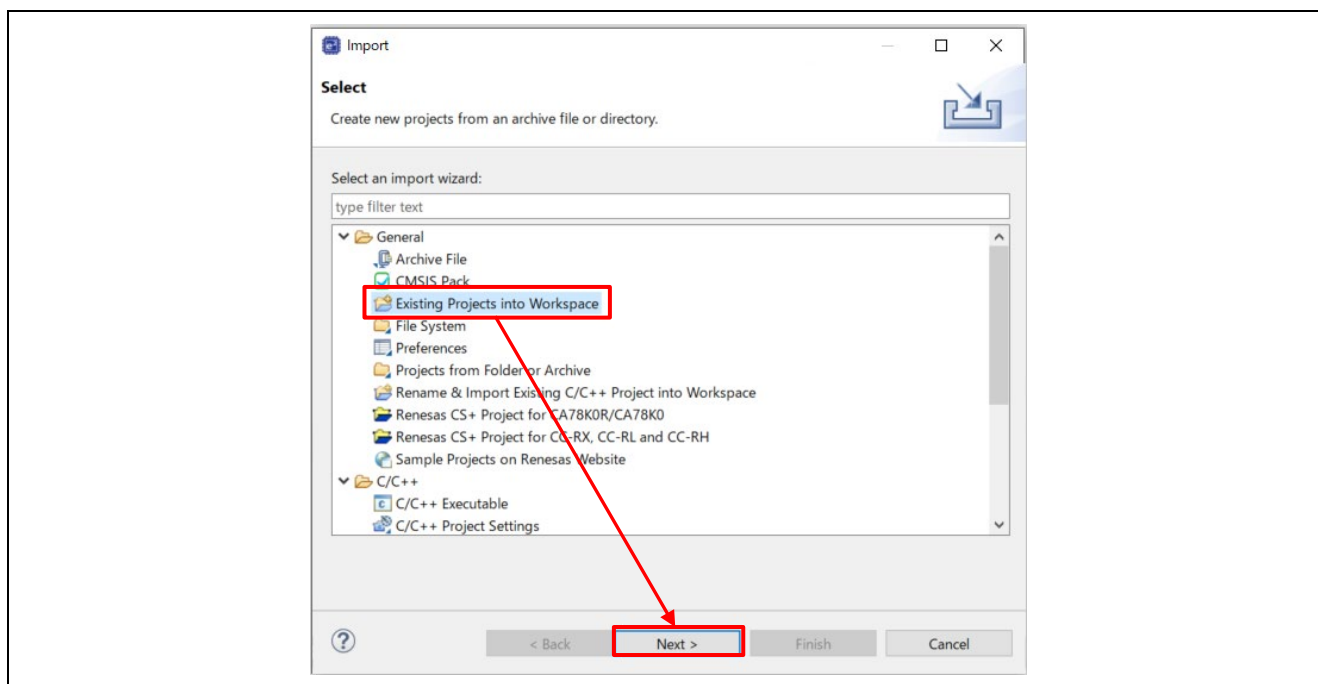 Import
Select
Create new projects from an archive file or directory.
Select an import wizard:
type filter text
General
Archive File
CMSIS Pack
Existing Projects into Workspace
File System
Preferences
Projects from Folder or Archive
Rename & Import Existing C/C++ Project into Workspace
Renesas CS+ Project for CA78K0R/CA78K0
Renesas CS+ Project for CC-RX, CC-RL and CC-RH
Sample Projects on Renesas Website
C/C++
C/C++ Executable
C/C++ Project Settings
< Back Next > Finish Cancel